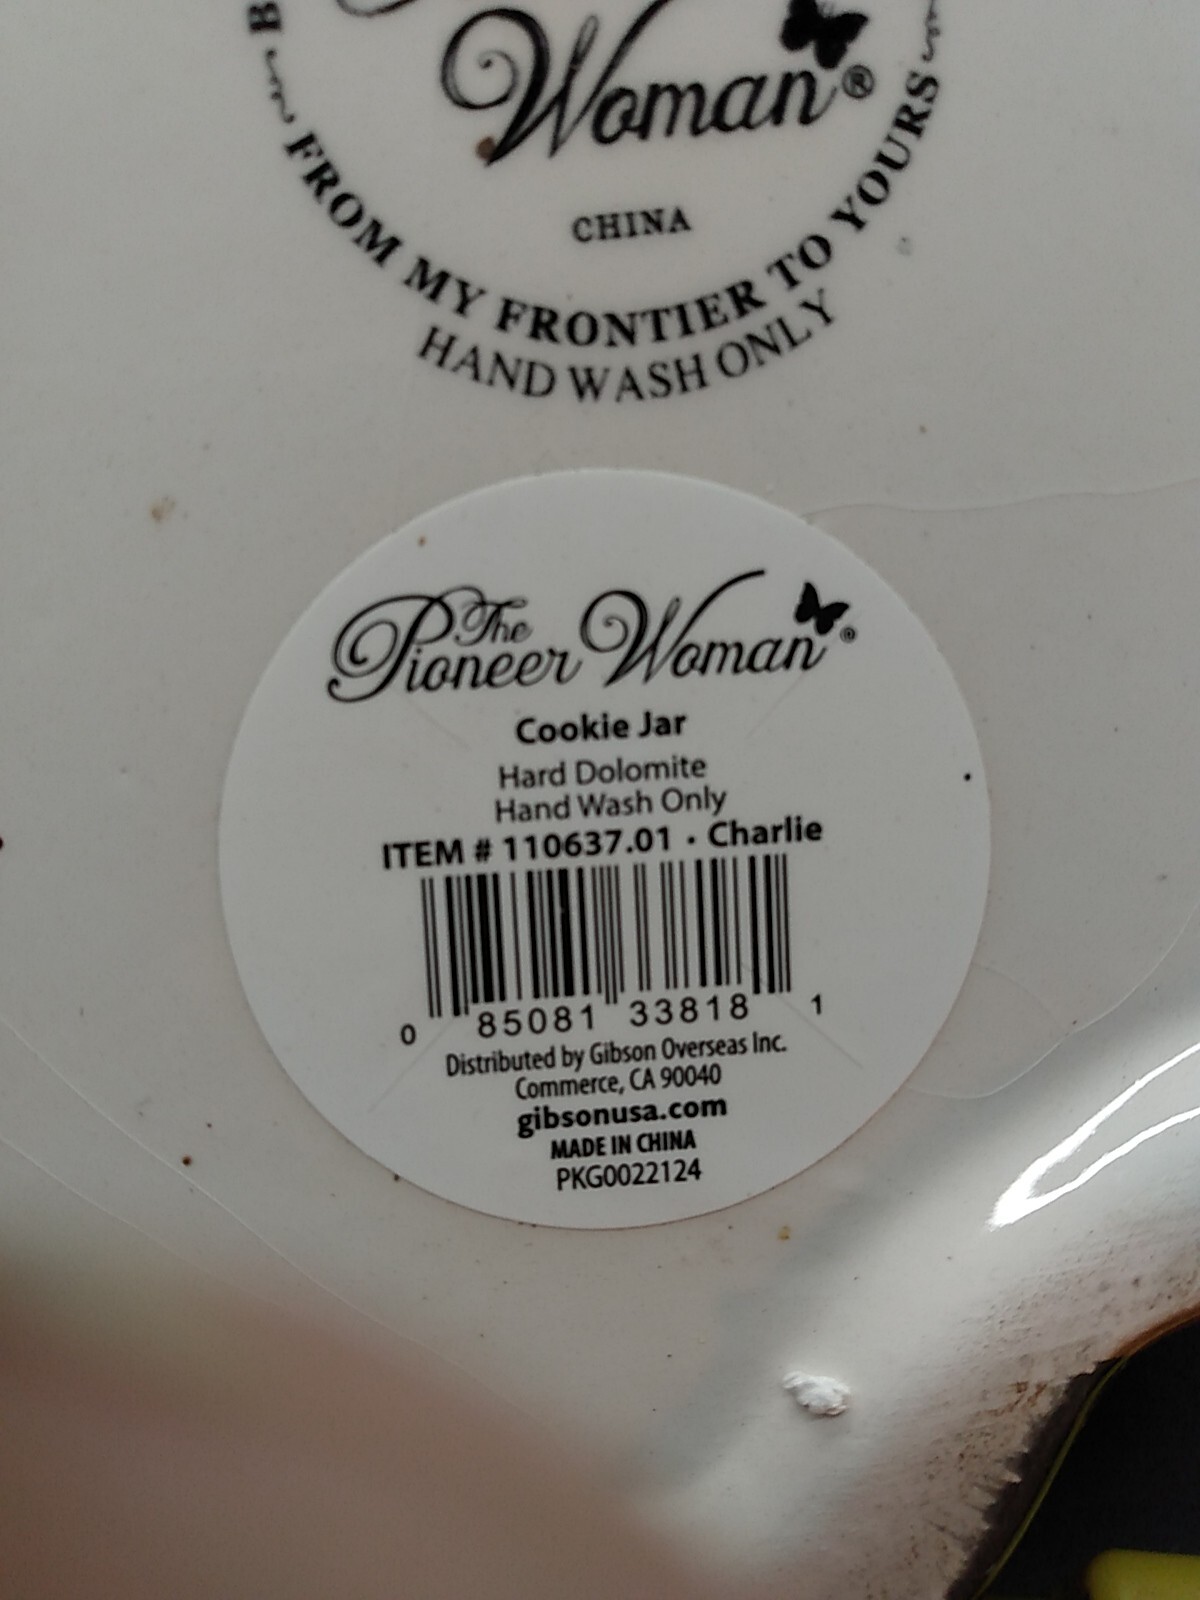 Woman®
CHINA
FROM MY FRONTIER TO YOURS
HAND WASH ONLY
The
Pioneer Woman®
Cookie Jar
Hard Dolomite
Hand Wash Only
ITEM # 110637.01 • Charlie
0 85081 33818 1
Distributed by Gibson Overseas Inc.
Commerce, CA 90040
gibsonusa.com
MADE IN CHINA
PKG0022124